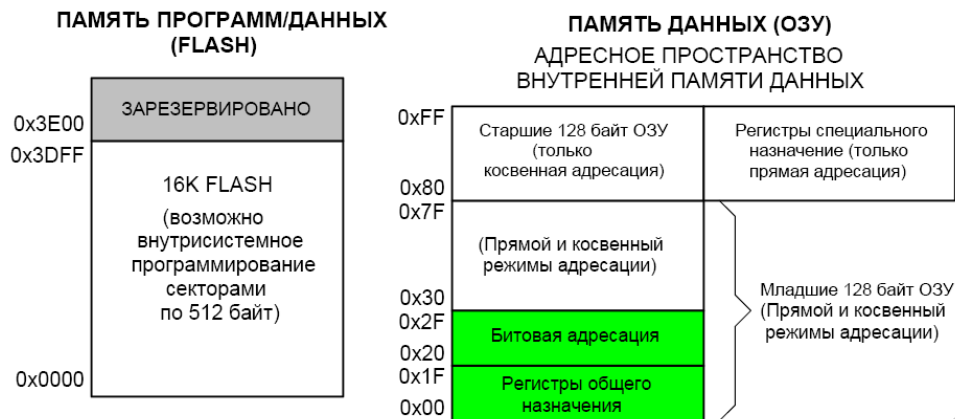 ПАМЯТЬ ПРОГРАММ/ДАННЫХ
(FLASH)
ЗАРЕЗЕРВИРОВАНО
0x3E00
0x3DFF
16K FLASH
(возможно
внутрисистемное
программирование
секторами
по 512 байт)
0x0000
ПАМЯТЬ ДАННЫХ (ОЗУ)
АДРЕСНОЕ ПРОСТРАНСТВО
ВНУТРЕННЕЙ ПАМЯТИ ДАННЫХ
0xFF
Старшие 128 байт ОЗУ
(только
косвенная адресация)
Регистры специального
назначение (только
прямая адресация)
0x80
0x7F
(Прямой и косвенный
режимы адресации)
0x30
0x2F
Битовая адресация
0x20
0x1F
Регистры общего
назначения
0x00
Младшие 128 байт ОЗУ
(Прямой и косвенный
режимы адресации)